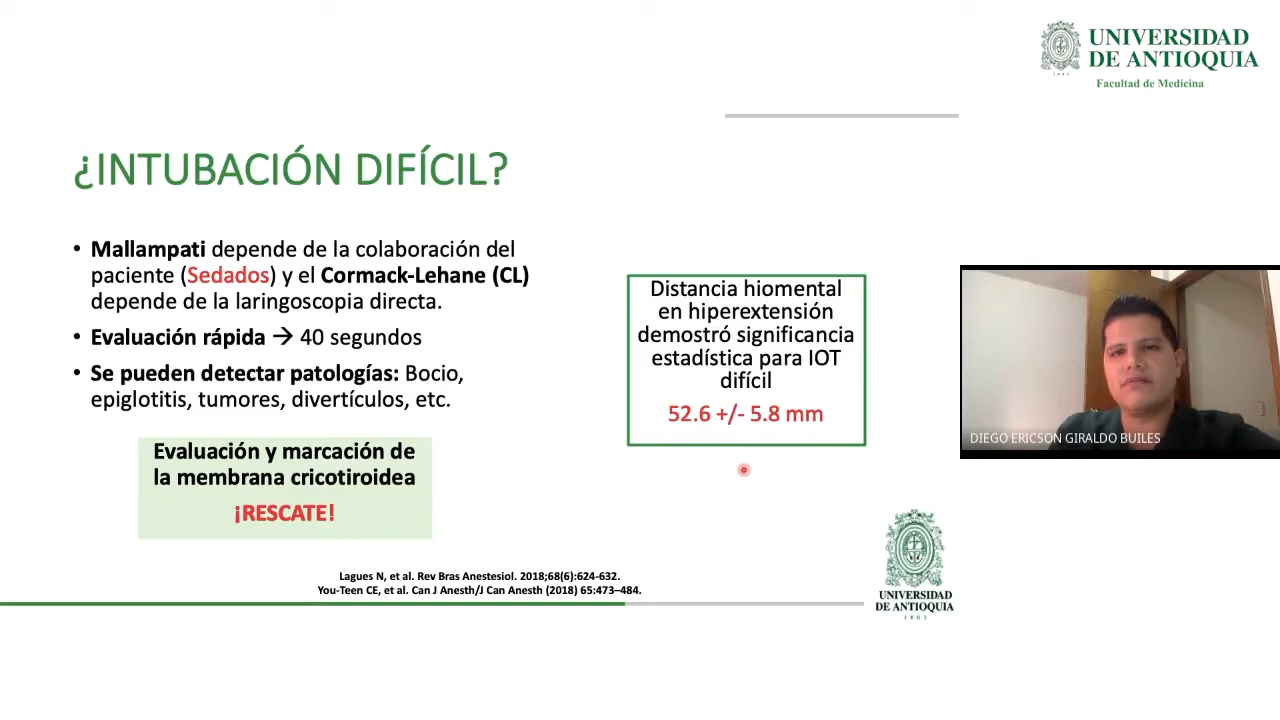 UNIVERSIDAD
DE ANTIOQUIA
1803
Facultad de Medicina
¿INTUBACIÓN DIFÍCIL?
• Mallampati depende de la colaboración del
paciente (Sedados) y el Cormack-Lehane (CL)
depende de la laringoscopia directa.
• Evaluación rápida → 40 segundos
• Se pueden detectar patologías: Bocio,
epiglotitis, tumores, divertículos, etc.
Evaluación y marcación de
la membrana cricotiroidea
¡RESCATE!
Distancia hiomental
en hiperextensión
demostró significancia
estadística para IOT
difícil
52.6 +/- 5.8 mm
DIEGO ERICSON GIRALDO BUILES
Lagues N, et al. Rev Bras Anestesiol. 2018;68(6):624-632.
You-Teen CE, et al. Can J Anesth/J Can Anesth (2018) 65:473–484.
UNIVERSIDAD
DE ANTIOQUIA
1803